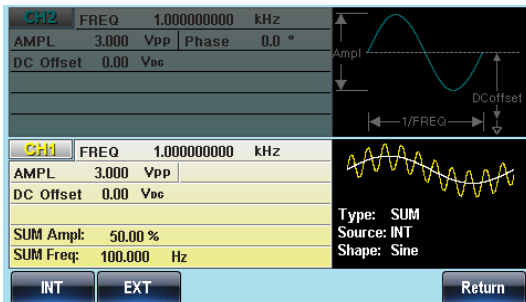 CH2 FREQ 1.000000000 kHz
AMPL 3.000 VPP Phase 0.0 °
DC Offset 0.00 VDC
Ampl
DCoffset
1/FREQ
CH1 FREQ 1.000000000 kHz
AMPL 3.000 VPP
DC Offset 0.00 VDC
SUM Ampl: 50.00 %
SUM Freq: 100.000 Hz
Type: SUM
Source: INT
Shape: Sine
INT EXT Return